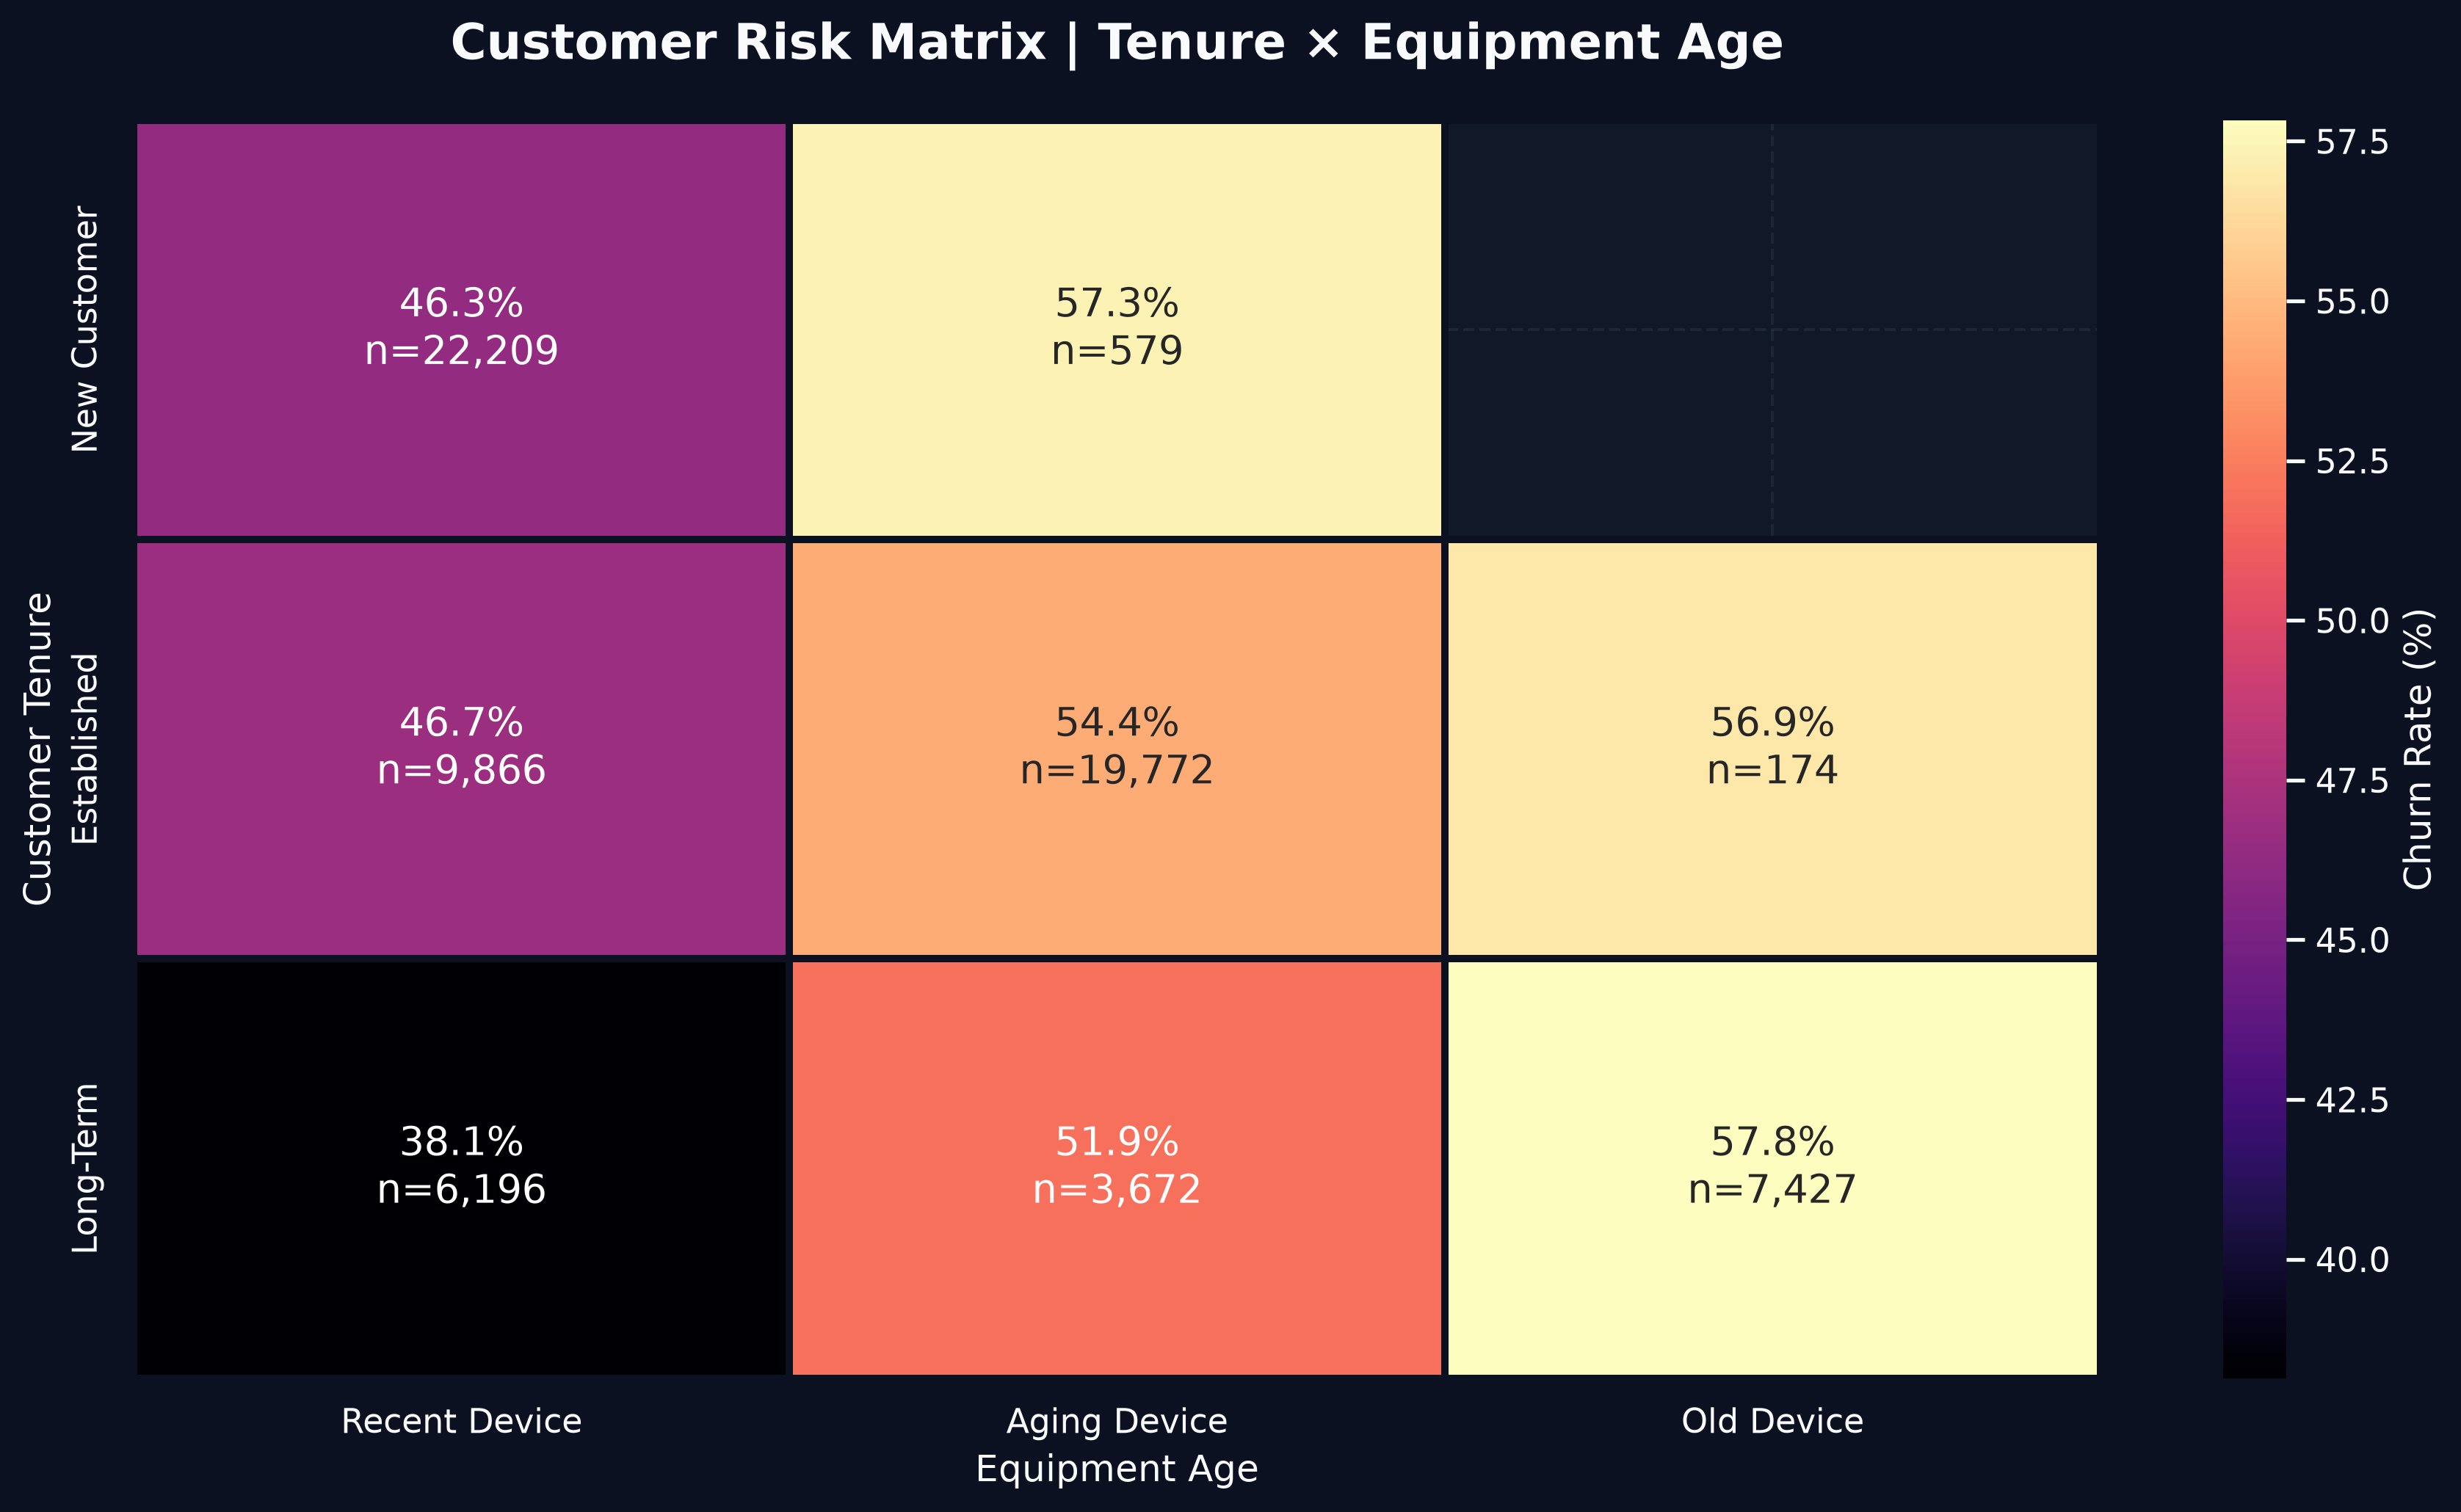 Customer Risk Matrix | Tenure × Equipment Age
Customer Tenure
New Customer
46.3%
n=22,209
57.3%
n=579
Established
46.7%
n=9,866
54.4%
n=19,772
56.9%
n=174
Long-Term
38.1%
n=6,196
51.9%
n=3,672
57.8%
n=7,427
Recent Device
Aging Device
Old Device
Equipment Age
57.5
55.0
52.5
50.0
47.5
45.0
42.5
40.0
Churn Rate (%)